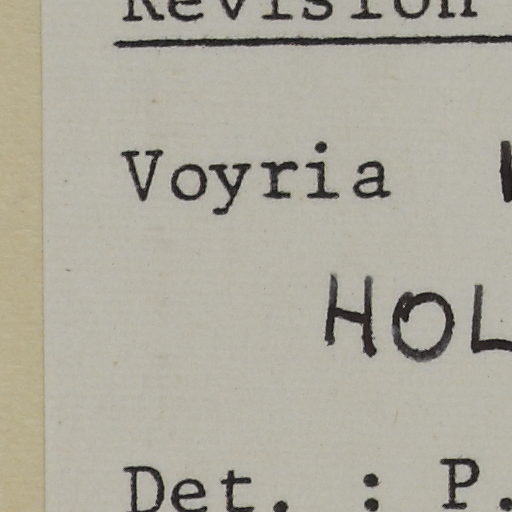 Revision
Voyria
HOL
Det. : P.